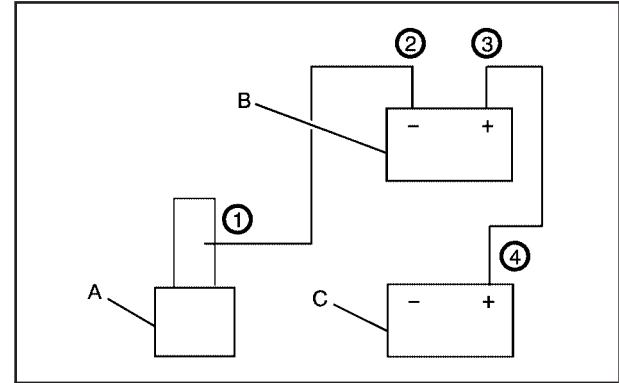 ② ③
B
− +
①
④
A
C
− +